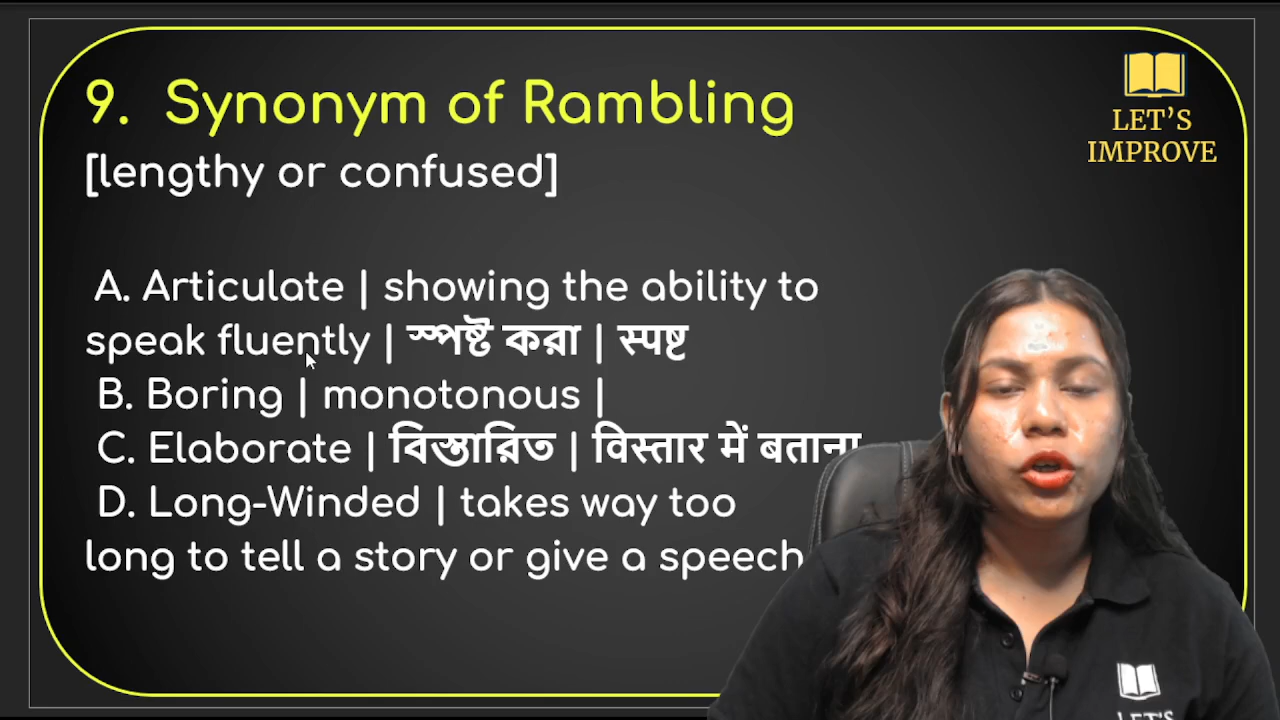 9. Synonym of Rambling
[lengthy or confused]
A. Articulate | showing the ability to
speak fluently | স্পষ্ট করা | स्पष्ट
B. Boring | monotonous |
C. Elaborate | বিস্তারিত | विस्तार में बताना
D. Long-Winded | takes way too
long to tell a story or give a speech
LET'S
IMPROVE
LET'S